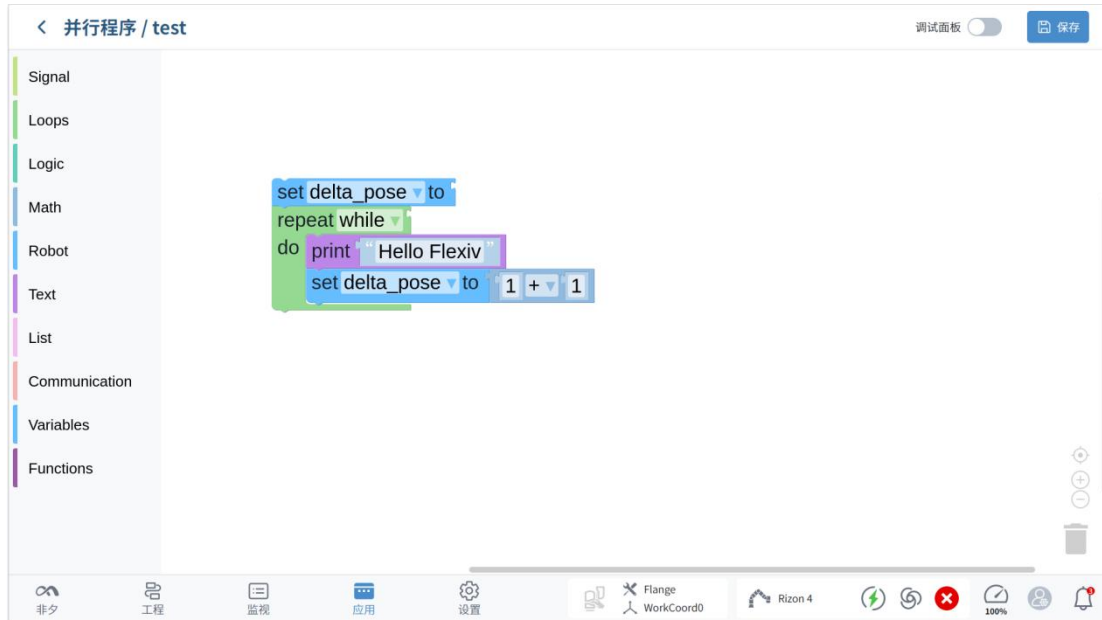 并行程序 / test
调试面板
保存
Signal
Loops
Logic
Math
Robot
Text
List
Communication
Variables
Functions
set delta_pose to
repeat while
do print “ Hello Flexiv ”
set delta_pose to 1 + 1
非夕
工程
监视
应用
设置
Flange
WorkCoord0
Rizon 4
100%